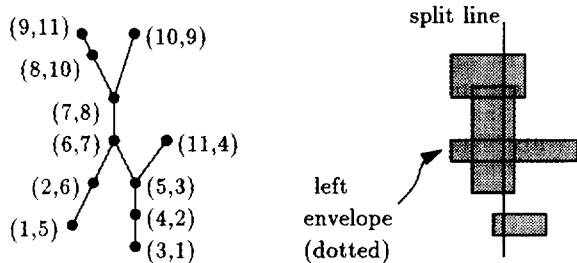 split line
(9,11)
(10,9)
(8,10)
(7,8)
(6,7)
(11,4)
(2,6)
(5,3)
(4,2)
(1,5)
(3,1)
left
envelope
(dotted)